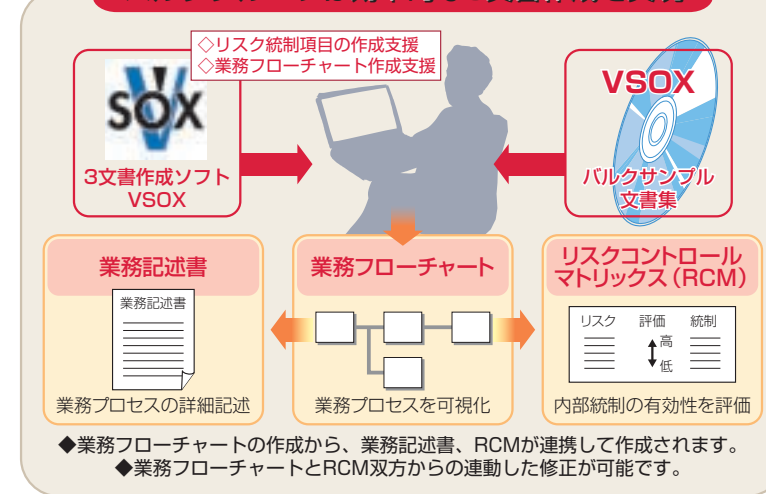 ◇リスク統制項目の作成支援
◇業務フローチャート作成支援
V
SOX
3文書作成ソフト
VSOX
VSOX
バルクサンプル
文書集
業務記述書
業務記述書
業務プロセスの詳細記述
業務フローチャート
業務プロセスを可視化
リスクコントロール
マトリックス（RCM）
リスク 評価 統制
高
低
内部統制の有効性を評価
◆業務フローチャートの作成から、業務記述書、RCMが連携して作成されます。
◆業務フローチャートとRCM双方からの連動した修正が可能です。